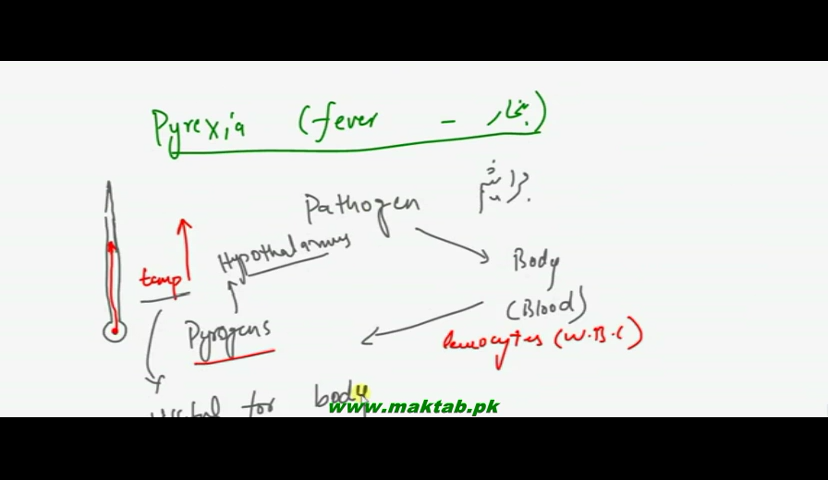 Pyrexia (fever - بخار)
Pathogen جراثیم
Hypothalamus
temp
Body
(Blood)
Pyrogens
leucocytes (W.B.C)
Useful for body
www.maktab.pk